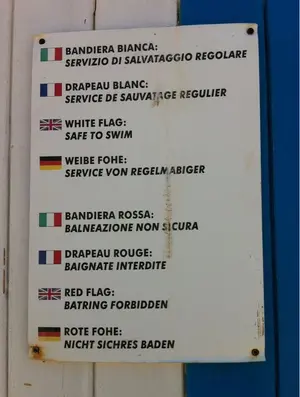 BANDIERA BIANCA:
SERVIZIO DI SALVATAGGIO REGOLARE
DRAPEAU BLANC:
SERVICE DE SAUVATAGE REGULIER
WHITE FLAG:
SAFE TO SWIM
WEIBE FOHE:
SERVICE VON REGELMABIGER
BANDIERA ROSSA:
BALNEAZIONE NON SICURA
DRAPEAU ROUGE:
BAIGNATE INTERDITE
RED FLAG:
BATRING FORBIDDEN
ROTE FOHE:
NICHT SICHRES BADEN